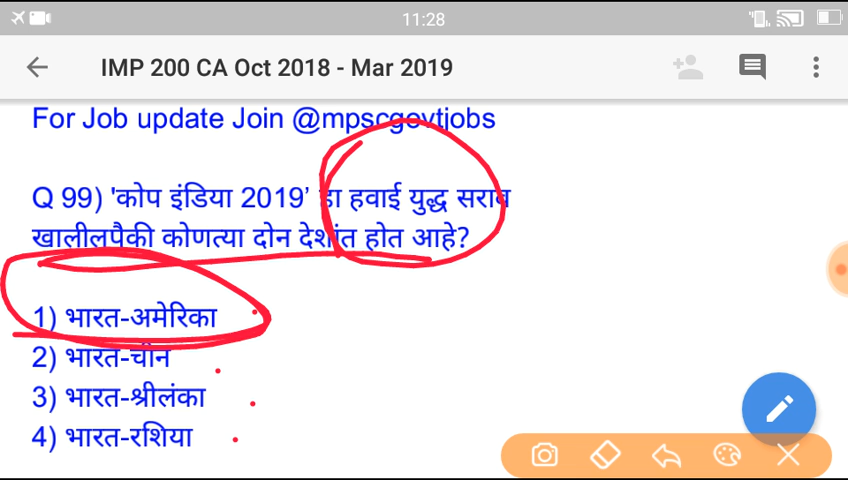 11:28
IMP 200 CA Oct 2018 - Mar 2019
For Job update Join @mpscgovtjobs
Q 99) 'कोप इंडिया 2019' हा हवाई युद्ध सराव
खालीलपैकी कोणत्या दोन देशांत होत आहे?
1) भारत-अमेरिका
2) भारत-चीन
3) भारत-श्रीलंका
4) भारत-रशिया